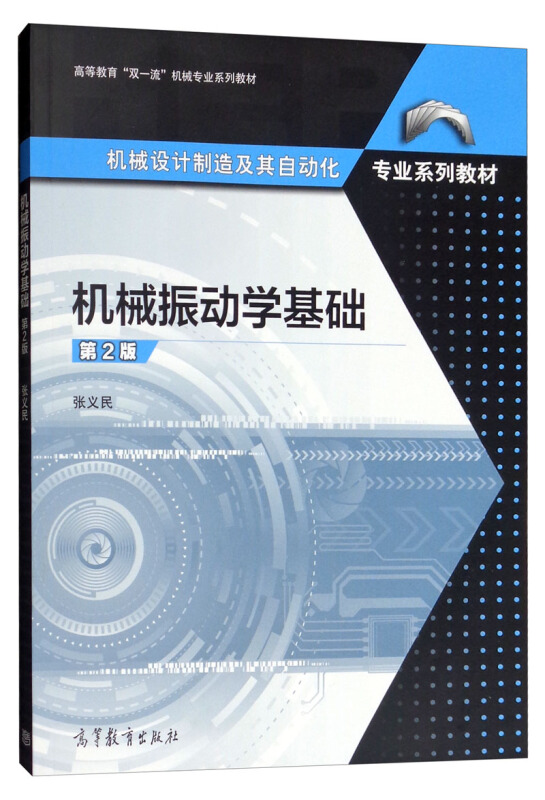 高等教育“双一流”机械专业系列教材
机械设计制造及其自动化
专业系列教材
机械振动学基础
第2版
张义民
高等教育出版社
机械振动学基础 第2版 张义民